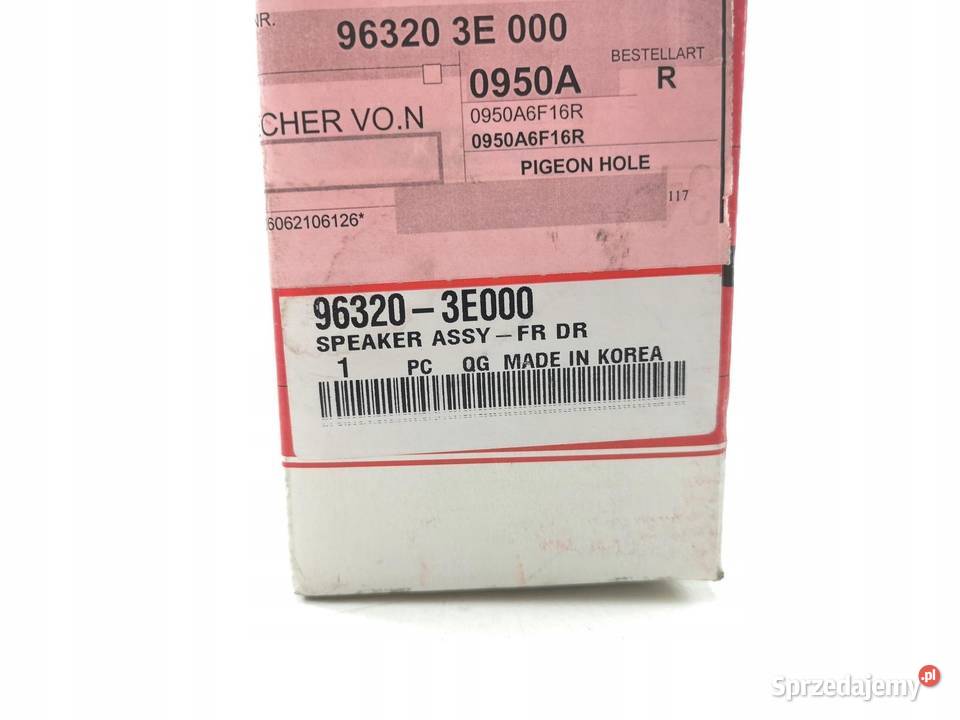 NR.
96320 3E 000
BESTELLART
0950A
R
CHER VO.N
0950A6F16R
0950A6F16R
PIGEON HOLE
117
6062106126*
96320-3E000
SPEAKER ASSY-FR DR
1 PC QG MADE IN KOREA
Sprzedajemy.pl